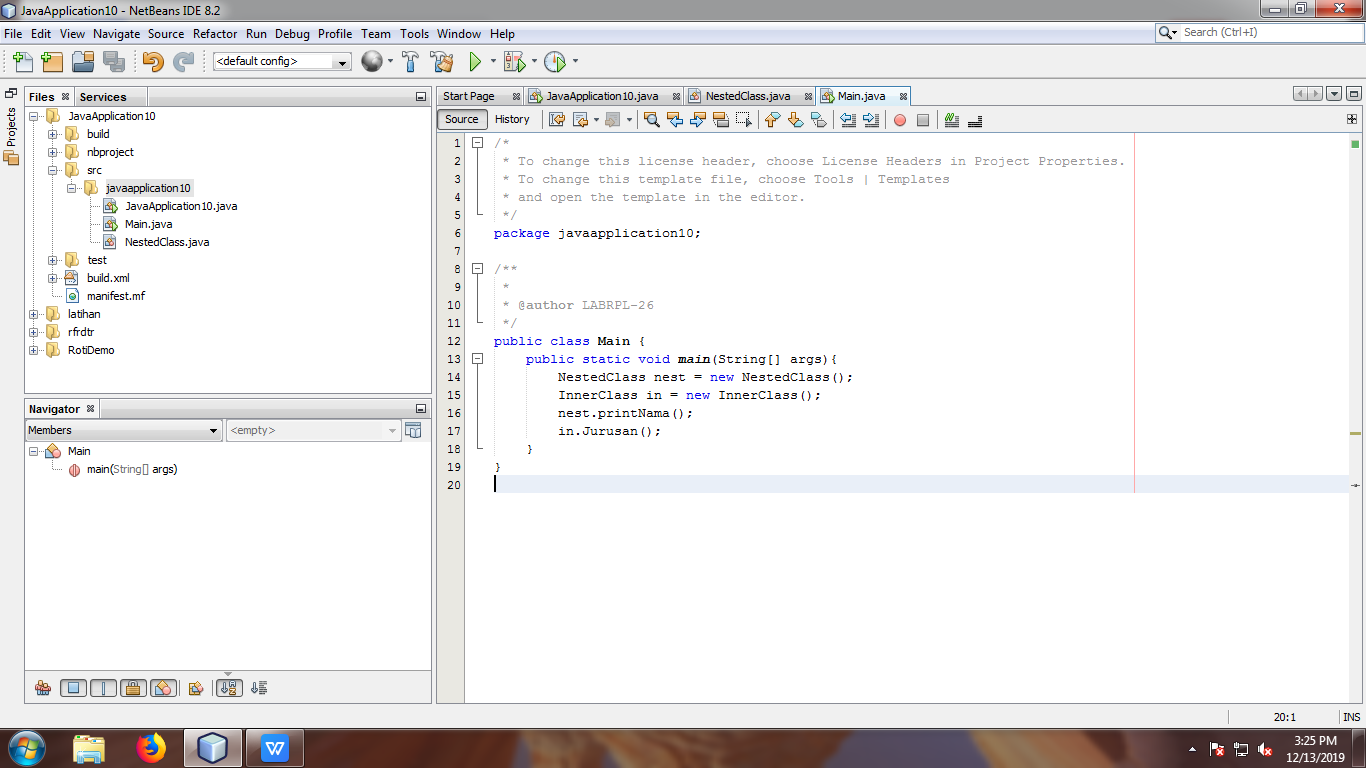 JavaApplication10 - NetBeans IDE 8.2
File Edit View Navigate Source Refactor Run Debug Profile Team Tools Window Help
Search (Ctrl+I)
<default config>
Projects
Files
Services
JavaApplication10
build
nbproject
src
javaapplication10
JavaApplication10.java
Main.java
NestedClass.java
test
build.xml
manifest.mf
latihan
rfrdtr
RotiDemo
Navigator
Members
<empty>
Main
main(String[] args)
Start Page
JavaApplication10.java
NestedClass.java
Main.java
Source
History
1 /*
2 * To change this license header, choose License Headers in Project Properties.
3 * To change this template file, choose Tools | Templates
4 * and open the template in the editor.
5 */
6 package javaapplication10;
7
8 /**
9 *
10 * @author LABRPL-26
11 */
12 public class Main {
13 public static void main(String[] args){
14 NestedClass nest = new NestedClass();
15 InnerClass in = new InnerClass();
16 nest.printNama();
17 in.Jurusan();
18 }
19 }
20
20:1
INS
3:25 PM
12/13/2019